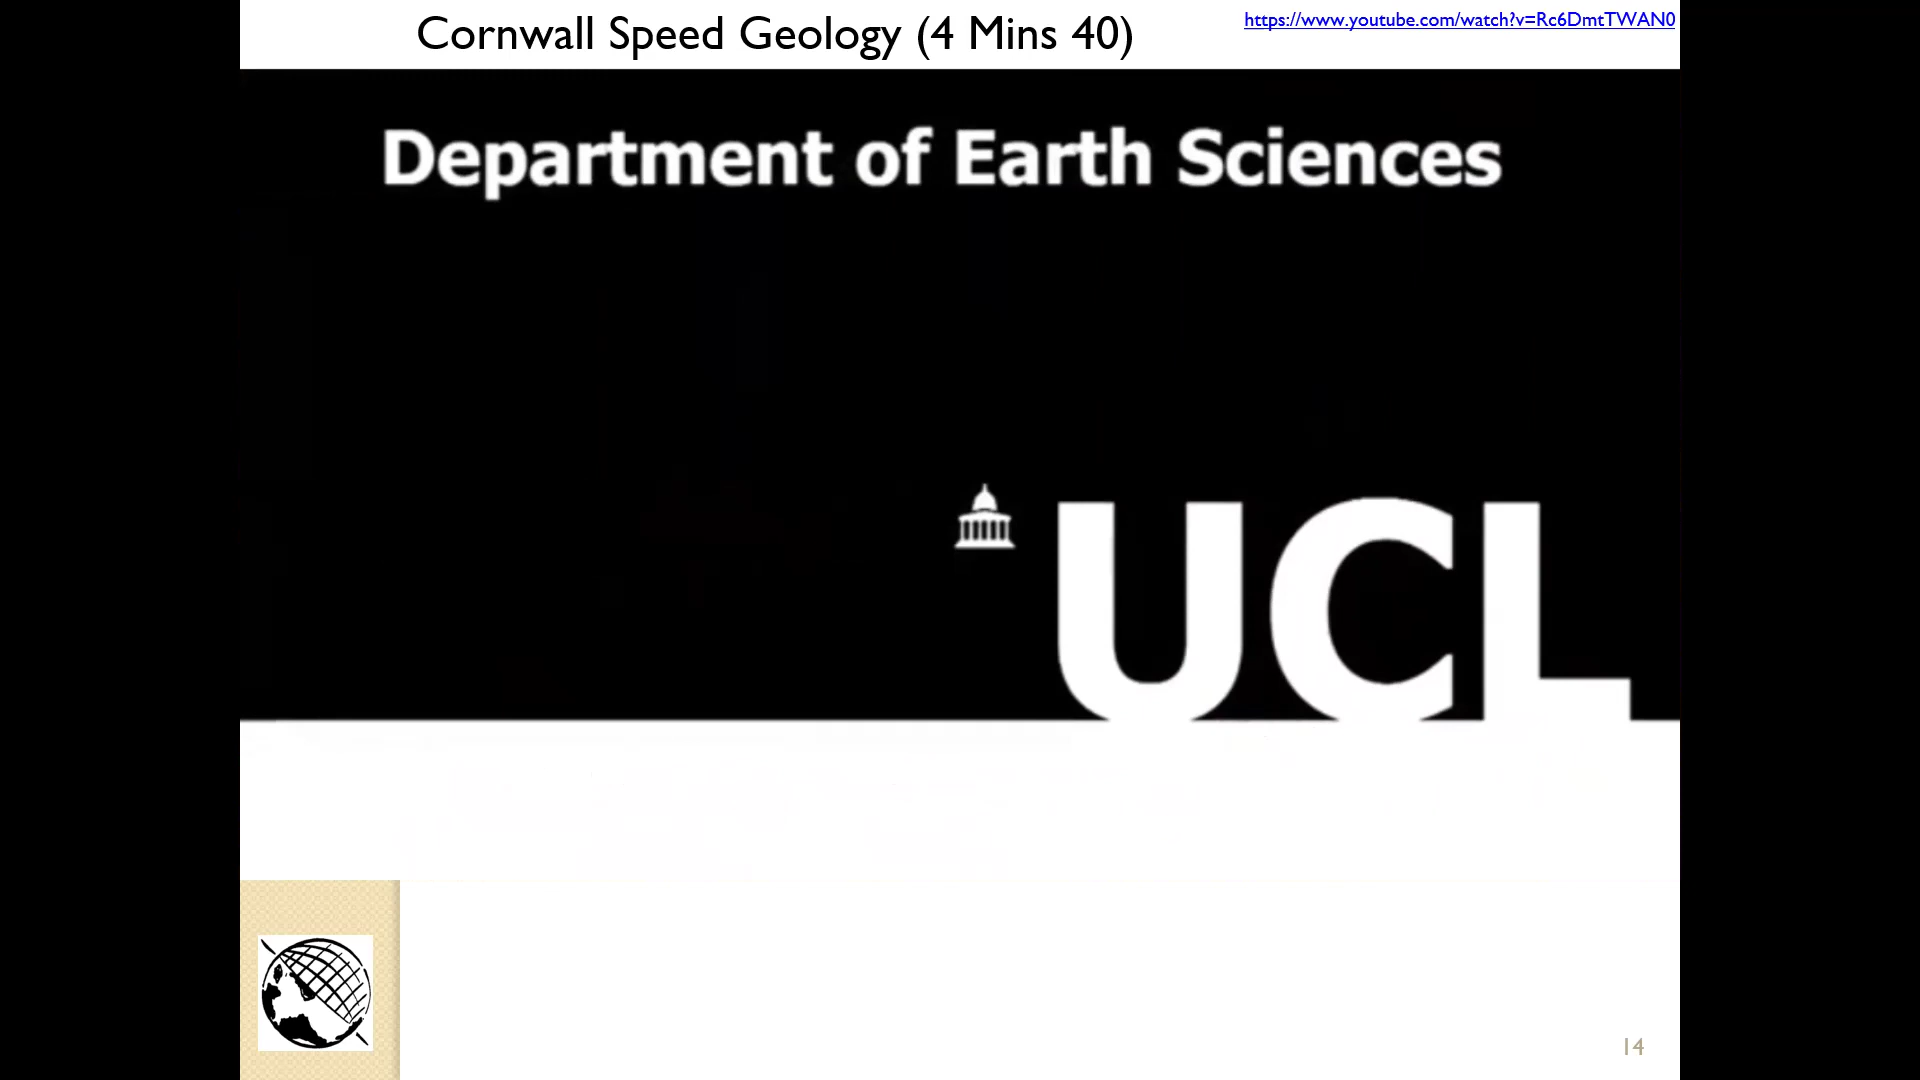 Cornwall Speed Geology (4 Mins 40)
https://www.youtube.com/watch?v=Rc6DmtTWAN0
Department of Earth Sciences
UCL
14